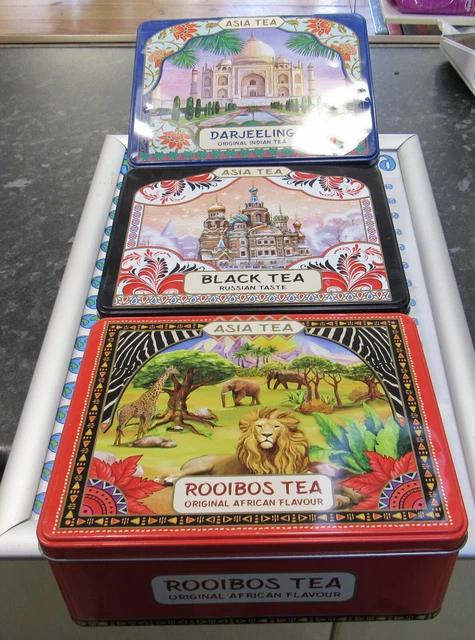 ASIA TEA
DARJEELING
ORIGINAL INDIAN TEA
ASIA TEA
BLACK TEA
RUSSIAN TASTE
ASIA TEA
ROOIBOS TEA
ORIGINAL AFRICAN FLAVOUR
ROOIBOS TEA
ORIGINAL AFRICAN FLAVOUR